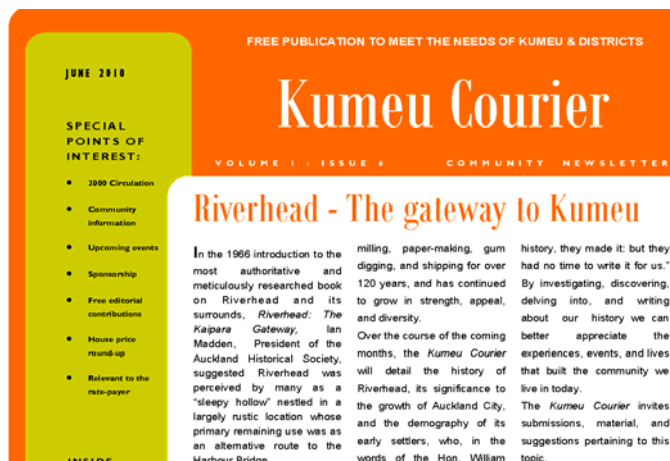 FREE PUBLICATION TO MEET THE NEEDS OF KUMEU & DISTRICTS
JUNE 2010
Kumeu Courier
VOLUME 1 : ISSUE 6
COMMUNITY NEWSLETTER
SPECIAL
POINTS OF
INTEREST:
• 3000 Circulation
• Community
information
• Upcoming events
• Sponsorship
• Free editorial
contributions
• House price
round-up
• Relevant to the
rate-payer
INSIDE
Riverhead - The gateway to Kumeu
In the 1966 introduction to the
most authoritative and
meticulously researched book
on Riverhead and its
surrounds, Riverhead: The
Kaipara Gateway, Ian
Madden, President of the
Auckland Historical Society,
suggested Riverhead was
perceived by many as a
“sleepy hollow” nestled in a
largely rustic location whose
primary remaining use was as
an alternative route to the
Harbour Bridge.
milling, paper-making, gum
digging, and shipping for over
120 years, and has continued
to grow in strength, appeal,
and diversity.
Over the course of the coming
months, the Kumeu Courier
will detail the history of
Riverhead, its significance to
the growth of Auckland City,
and the demography of its
early settlers, who, in the
words of the Hon. William
history, they made it: but they
had no time to write it for us.”
By investigating, discovering,
delving into, and writing
about our history we can
better appreciate the
experiences, events, and lives
that built the community we
live in today.
The Kumeu Courier invites
submissions, material, and
suggestions pertaining to this
topic.